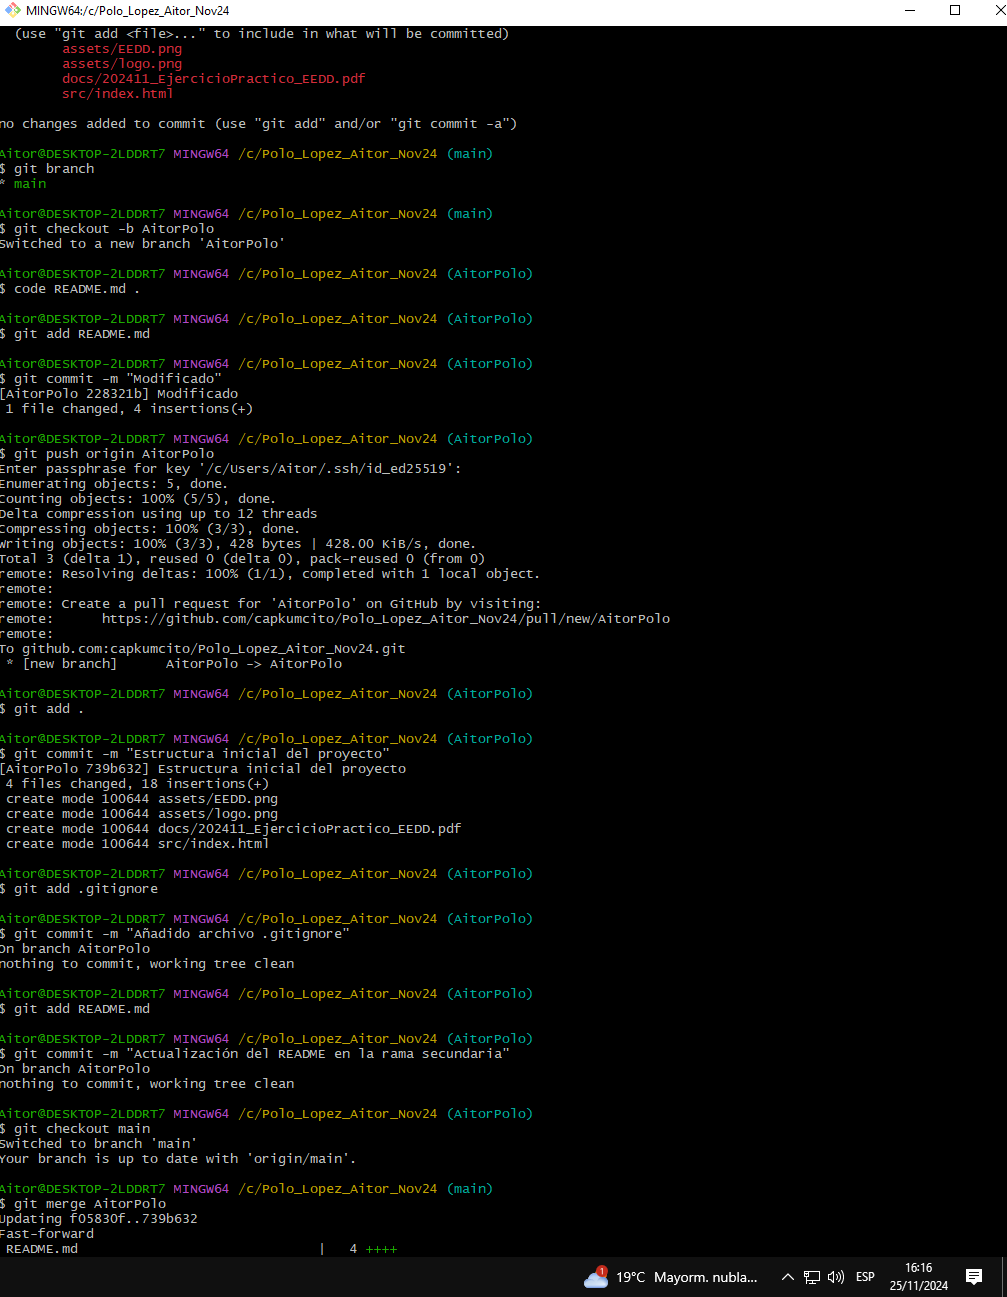 MINGW64:/c/Polo_Lopez_Aitor_Nov24
(use "git add <file>..." to include in what will be committed)
assets/EEDD.png
assets/logo.png
docs/202411_EjercicioPractico_EEDD.pdf
src/index.html
no changes added to commit (use "git add" and/or "git commit -a")
Aitor@DESKTOP-2LDDRT7 MINGW64 /c/Polo_Lopez_Aitor_Nov24 (main)
$ git branch
* main
Aitor@DESKTOP-2LDDRT7 MINGW64 /c/Polo_Lopez_Aitor_Nov24 (main)
$ git checkout -b AitorPolo
Switched to a new branch 'AitorPolo'
Aitor@DESKTOP-2LDDRT7 MINGW64 /c/Polo_Lopez_Aitor_Nov24 (AitorPolo)
$ code README.md .
Aitor@DESKTOP-2LDDRT7 MINGW64 /c/Polo_Lopez_Aitor_Nov24 (AitorPolo)
$ git add README.md
Aitor@DESKTOP-2LDDRT7 MINGW64 /c/Polo_Lopez_Aitor_Nov24 (AitorPolo)
$ git commit -m "Modificado"
[AitorPolo 228321b] Modificado
1 file changed, 4 insertions(+)
Aitor@DESKTOP-2LDDRT7 MINGW64 /c/Polo_Lopez_Aitor_Nov24 (AitorPolo)
$ git push origin AitorPolo
Enter passphrase for key '/c/Users/Aitor/.ssh/id_ed25519':
Enumerating objects: 5, done.
Counting objects: 100% (5/5), done.
Delta compression using up to 12 threads
Compressing objects: 100% (3/3), done.
Writing objects: 100% (3/3), 428 bytes | 428.00 KiB/s, done.
Total 3 (delta 1), reused 0 (delta 0), pack-reused 0 (from 0)
remote: Resolving deltas: 100% (1/1), completed with 1 local object.
remote:
remote: Create a pull request for 'AitorPolo' on GitHub by visiting:
remote:      https://github.com/capkumcito/Polo_Lopez_Aitor_Nov24/pull/new/AitorPolo
remote:
To github.com:capkumcito/Polo_Lopez_Aitor_Nov24.git
* [new branch]      AitorPolo -> AitorPolo
Aitor@DESKTOP-2LDDRT7 MINGW64 /c/Polo_Lopez_Aitor_Nov24 (AitorPolo)
$ git add .
Aitor@DESKTOP-2LDDRT7 MINGW64 /c/Polo_Lopez_Aitor_Nov24 (AitorPolo)
$ git commit -m "Estructura inicial del proyecto"
[AitorPolo 739b632] Estructura inicial del proyecto
4 files changed, 18 insertions(+)
create mode 100644 assets/EEDD.png
create mode 100644 assets/logo.png
create mode 100644 docs/202411_EjercicioPractico_EEDD.pdf
create mode 100644 src/index.html
Aitor@DESKTOP-2LDDRT7 MINGW64 /c/Polo_Lopez_Aitor_Nov24 (AitorPolo)
$ git add .gitignore
Aitor@DESKTOP-2LDDRT7 MINGW64 /c/Polo_Lopez_Aitor_Nov24 (AitorPolo)
$ git commit -m "Añadido archivo .gitignore"
On branch AitorPolo
nothing to commit, working tree clean
Aitor@DESKTOP-2LDDRT7 MINGW64 /c/Polo_Lopez_Aitor_Nov24 (AitorPolo)
$ git add README.md
Aitor@DESKTOP-2LDDRT7 MINGW64 /c/Polo_Lopez_Aitor_Nov24 (AitorPolo)
$ git commit -m "Actualización del README en la rama secundaria"
On branch AitorPolo
nothing to commit, working tree clean
Aitor@DESKTOP-2LDDRT7 MINGW64 /c/Polo_Lopez_Aitor_Nov24 (AitorPolo)
$ git checkout main
Switched to branch 'main'
Your branch is up to date with 'origin/main'.
Aitor@DESKTOP-2LDDRT7 MINGW64 /c/Polo_Lopez_Aitor_Nov24 (main)
$ git merge AitorPolo
Updating f05830f..739b632
Fast-forward
README.md | 4 ++++
1 19°C Mayorm. nubla... ESP 16:16
25/11/2024